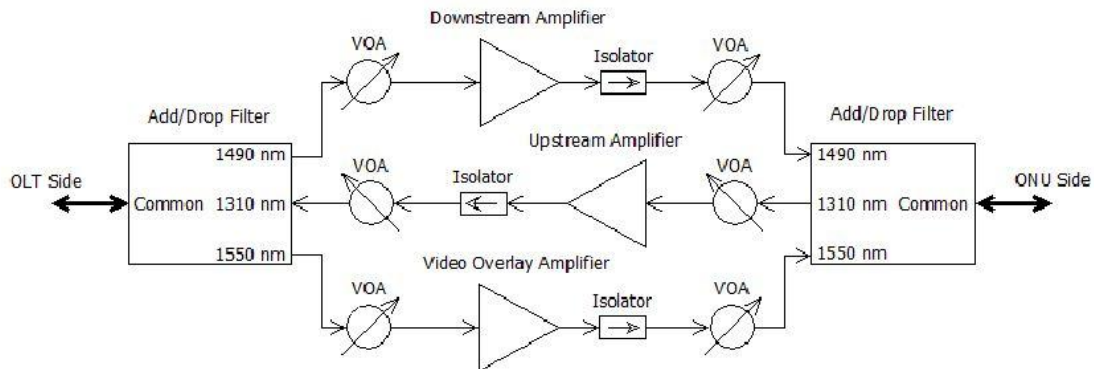 Downstream Amplifier
VOA
Isolator
VOA
Add/Drop Filter
Add/Drop Filter
1490 nm
Upstream Amplifier
1490 nm
OLT Side
Isolator
VOA
VOA
ONU Side
Common 1310 nm
1310 nm Common
1550 nm
Video Overlay Amplifier
1550 nm
VOA
Isolator
VOA